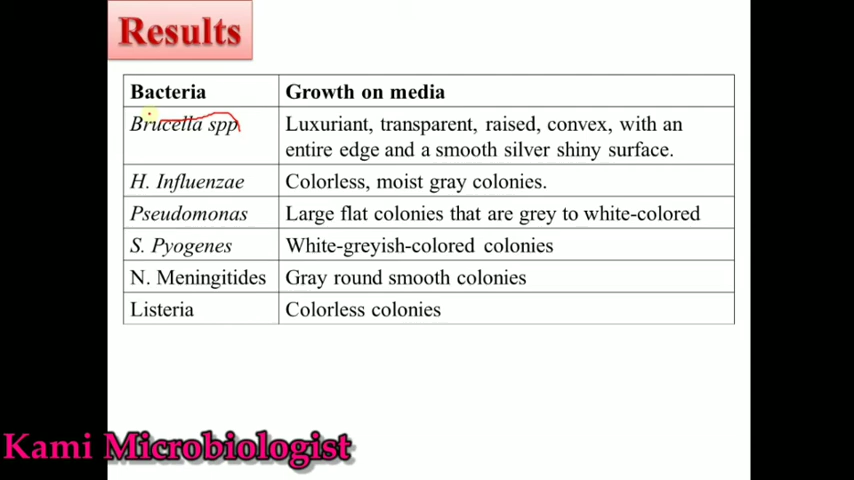 Results
Bacteria Growth on media
Brucella spp Luxuriant, transparent, raised, convex, with an
entire edge and a smooth silver shiny surface.
H. Influenzae Colorless, moist gray colonies.
Pseudomonas Large flat colonies that are grey to white-colored
S. Pyogenes White-greyish-colored colonies
N. Meningitides Gray round smooth colonies
Listeria Colorless colonies
Kami Microbiologist